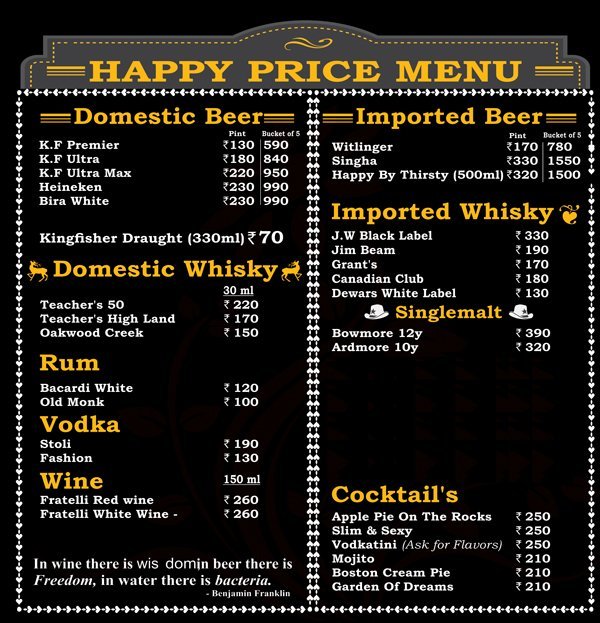 HAPPY PRICE MENU
Domestic Beer
Pint Bucket of 5
K.F Premier ₹130 590
K.F Ultra ₹180 840
K.F Ultra Max ₹220 950
Heineken ₹230 990
Bira White ₹230 990
Kingfisher Draught (330ml) ₹70
Domestic Whisky
30 ml
Teacher's 50 ₹220
Teacher's High Land ₹170
Oakwood Creek ₹150
Rum
Bacardi White ₹120
Old Monk ₹100
Vodka
Stoli ₹190
Fashion ₹130
Wine 150 ml
Fratelli Red wine ₹260
Fratelli White Wine - ₹260
In wine there is wis domin beer there is
Freedom, in water there is bacteria.
- Benjamin Franklin
Imported Beer
Pint Bucket of 5
Witlinger ₹170 780
Singha ₹330 1550
Happy By Thirsty (500ml) ₹320 1500
Imported Whisky
J.W Black Label ₹330
Jim Beam ₹190
Grant's ₹170
Canadian Club ₹180
Dewars White Label ₹130
Singlemalt
Bowmore 12y ₹390
Ardmore 10y ₹320
Cocktail's
Apple Pie On The Rocks ₹250
Slim & Sexy ₹250
Vodkatini (Ask for Flavors) ₹250
Mojito ₹210
Boston Cream Pie ₹210
Garden Of Dreams ₹210